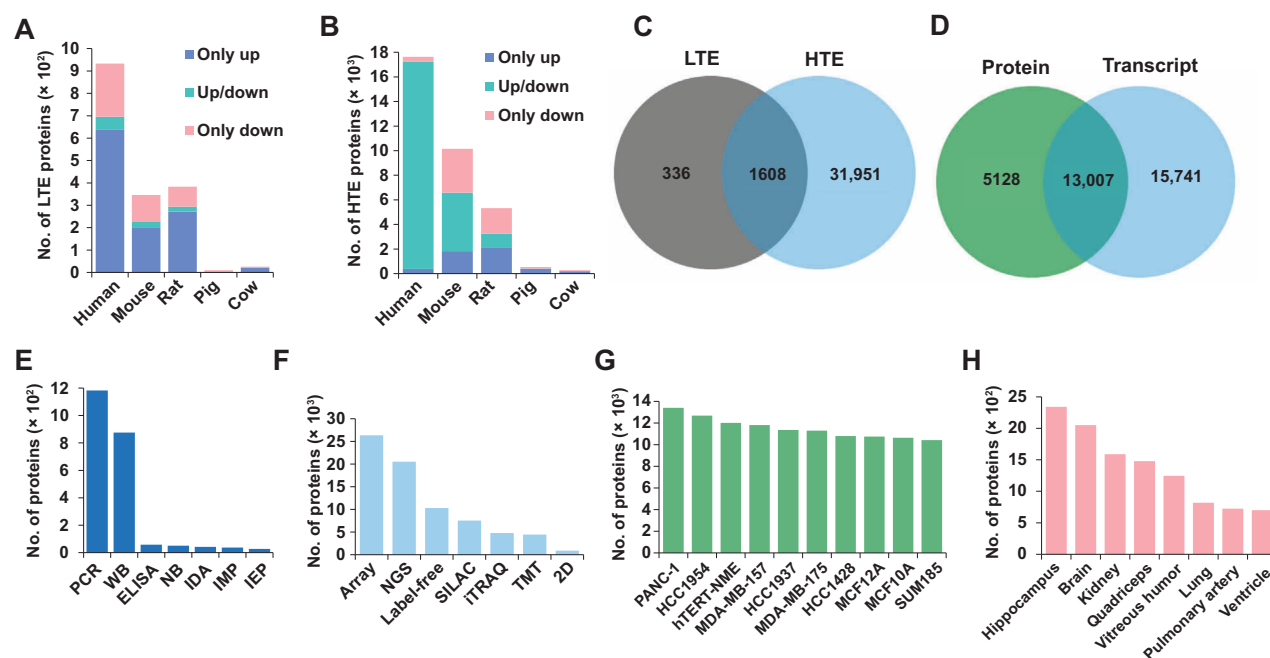 A
No. of LTE proteins (× 10²)
10
9
8
7
6
5
4
3
2
1
0
Only up
Up/down
Only down
Human
Mouse
Rat
Pig
Cow
B
No. of HTE proteins (× 10³)
18
16
14
12
10
8
6
4
2
0
Only up
Up/down
Only down
Human
Mouse
Rat
Pig
Cow
C
LTE
HTE
336
1608
31,951
D
Protein
Transcript
5128
13,007
15,741
E
No. of proteins (× 10²)
12
10
8
6
4
2
0
PCR
WB
ELISA
NB
IDA
IMP
IEP
F
No. of proteins (× 10³)
30
25
20
15
10
5
0
Array
NGS
Label-free
SILAC
iTRAQ
TMT
2D
G
No. of proteins (× 10³)
14
12
10
8
6
4
2
0
PANC-1
HCC1954
hTERT-NME
MDA-MB-157
HCC1937
MDA-MB-175
HCC1428
MCF12A
MCF10A
SUM185
H
No. of proteins (× 10²)
25
20
15
10
5
0
Hippocampus
Brain
Kidney
Quadriceps
Vitreous humor
Lung
Pulmonary artery
Ventricle